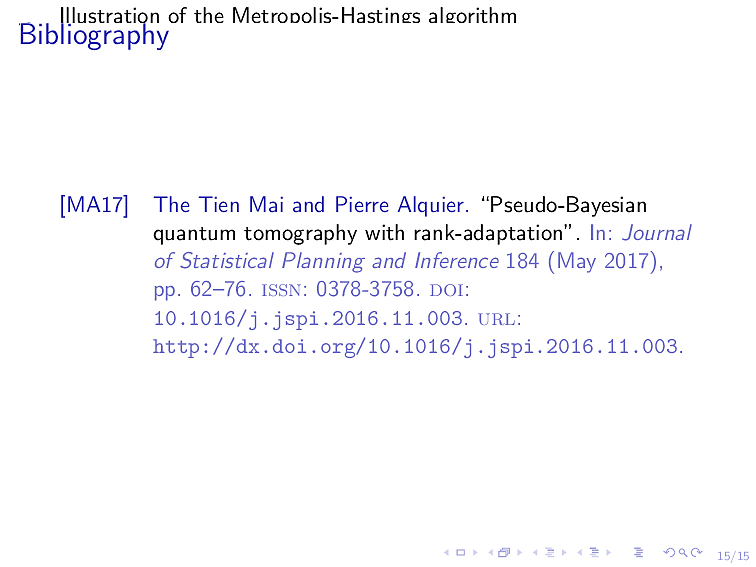 Illustration of the Metropolis-Hastings algorithm
Bibliography
[MA17] The Tien Mai and Pierre Alquier. “Pseudo-Bayesian
quantum tomography with rank-adaptation”. In: Journal
of Statistical Planning and Inference 184 (May 2017),
pp. 62–76. ISSN: 0378-3758. DOI:
10.1016/j.jspi.2016.11.003. URL:
http://dx.doi.org/10.1016/j.jspi.2016.11.003.
15/15